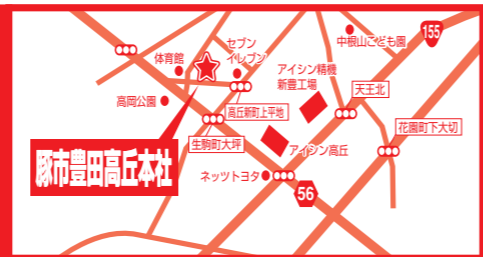 中根山こども園
155
セブン
イレブン
体育館
アイシン精機
新豊工場
天王北
高岡公園
高丘新町上平地
花園町下大切
生駒町大坪
アイシン高丘
豚市豊田高丘本社
ネッツトヨタ
56